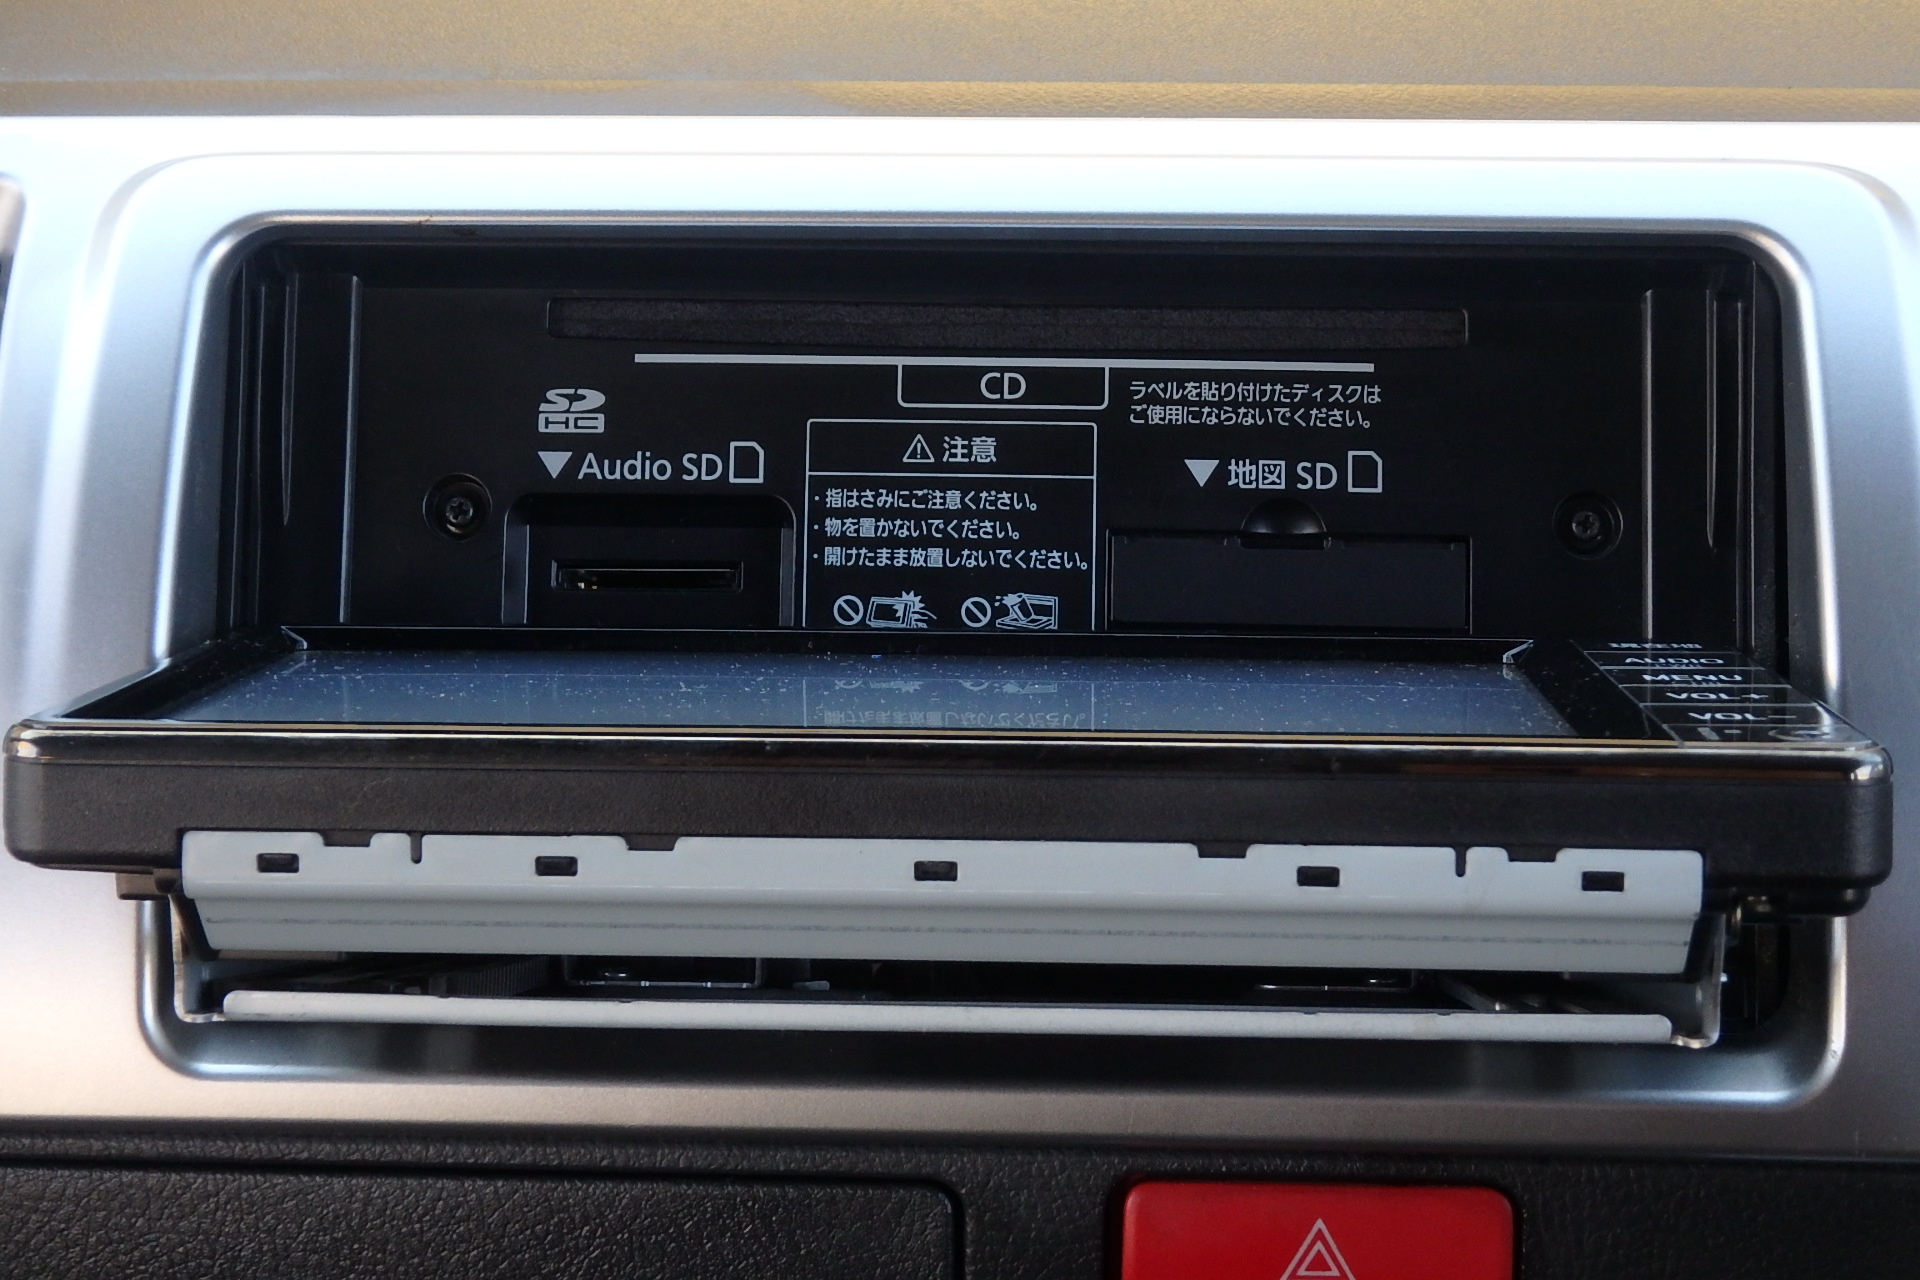 CD
ラベルを貼り付けたディスクは
ご使用にならないでください。
SD
HC
▼Audio SD
⚠ 注意
・指はさみにご注意ください。
・物を置かないでください。
・開けたまま放置しないでください。
▼地図 SD
現在地
AUDIO
MENU
VOL+
VOL−